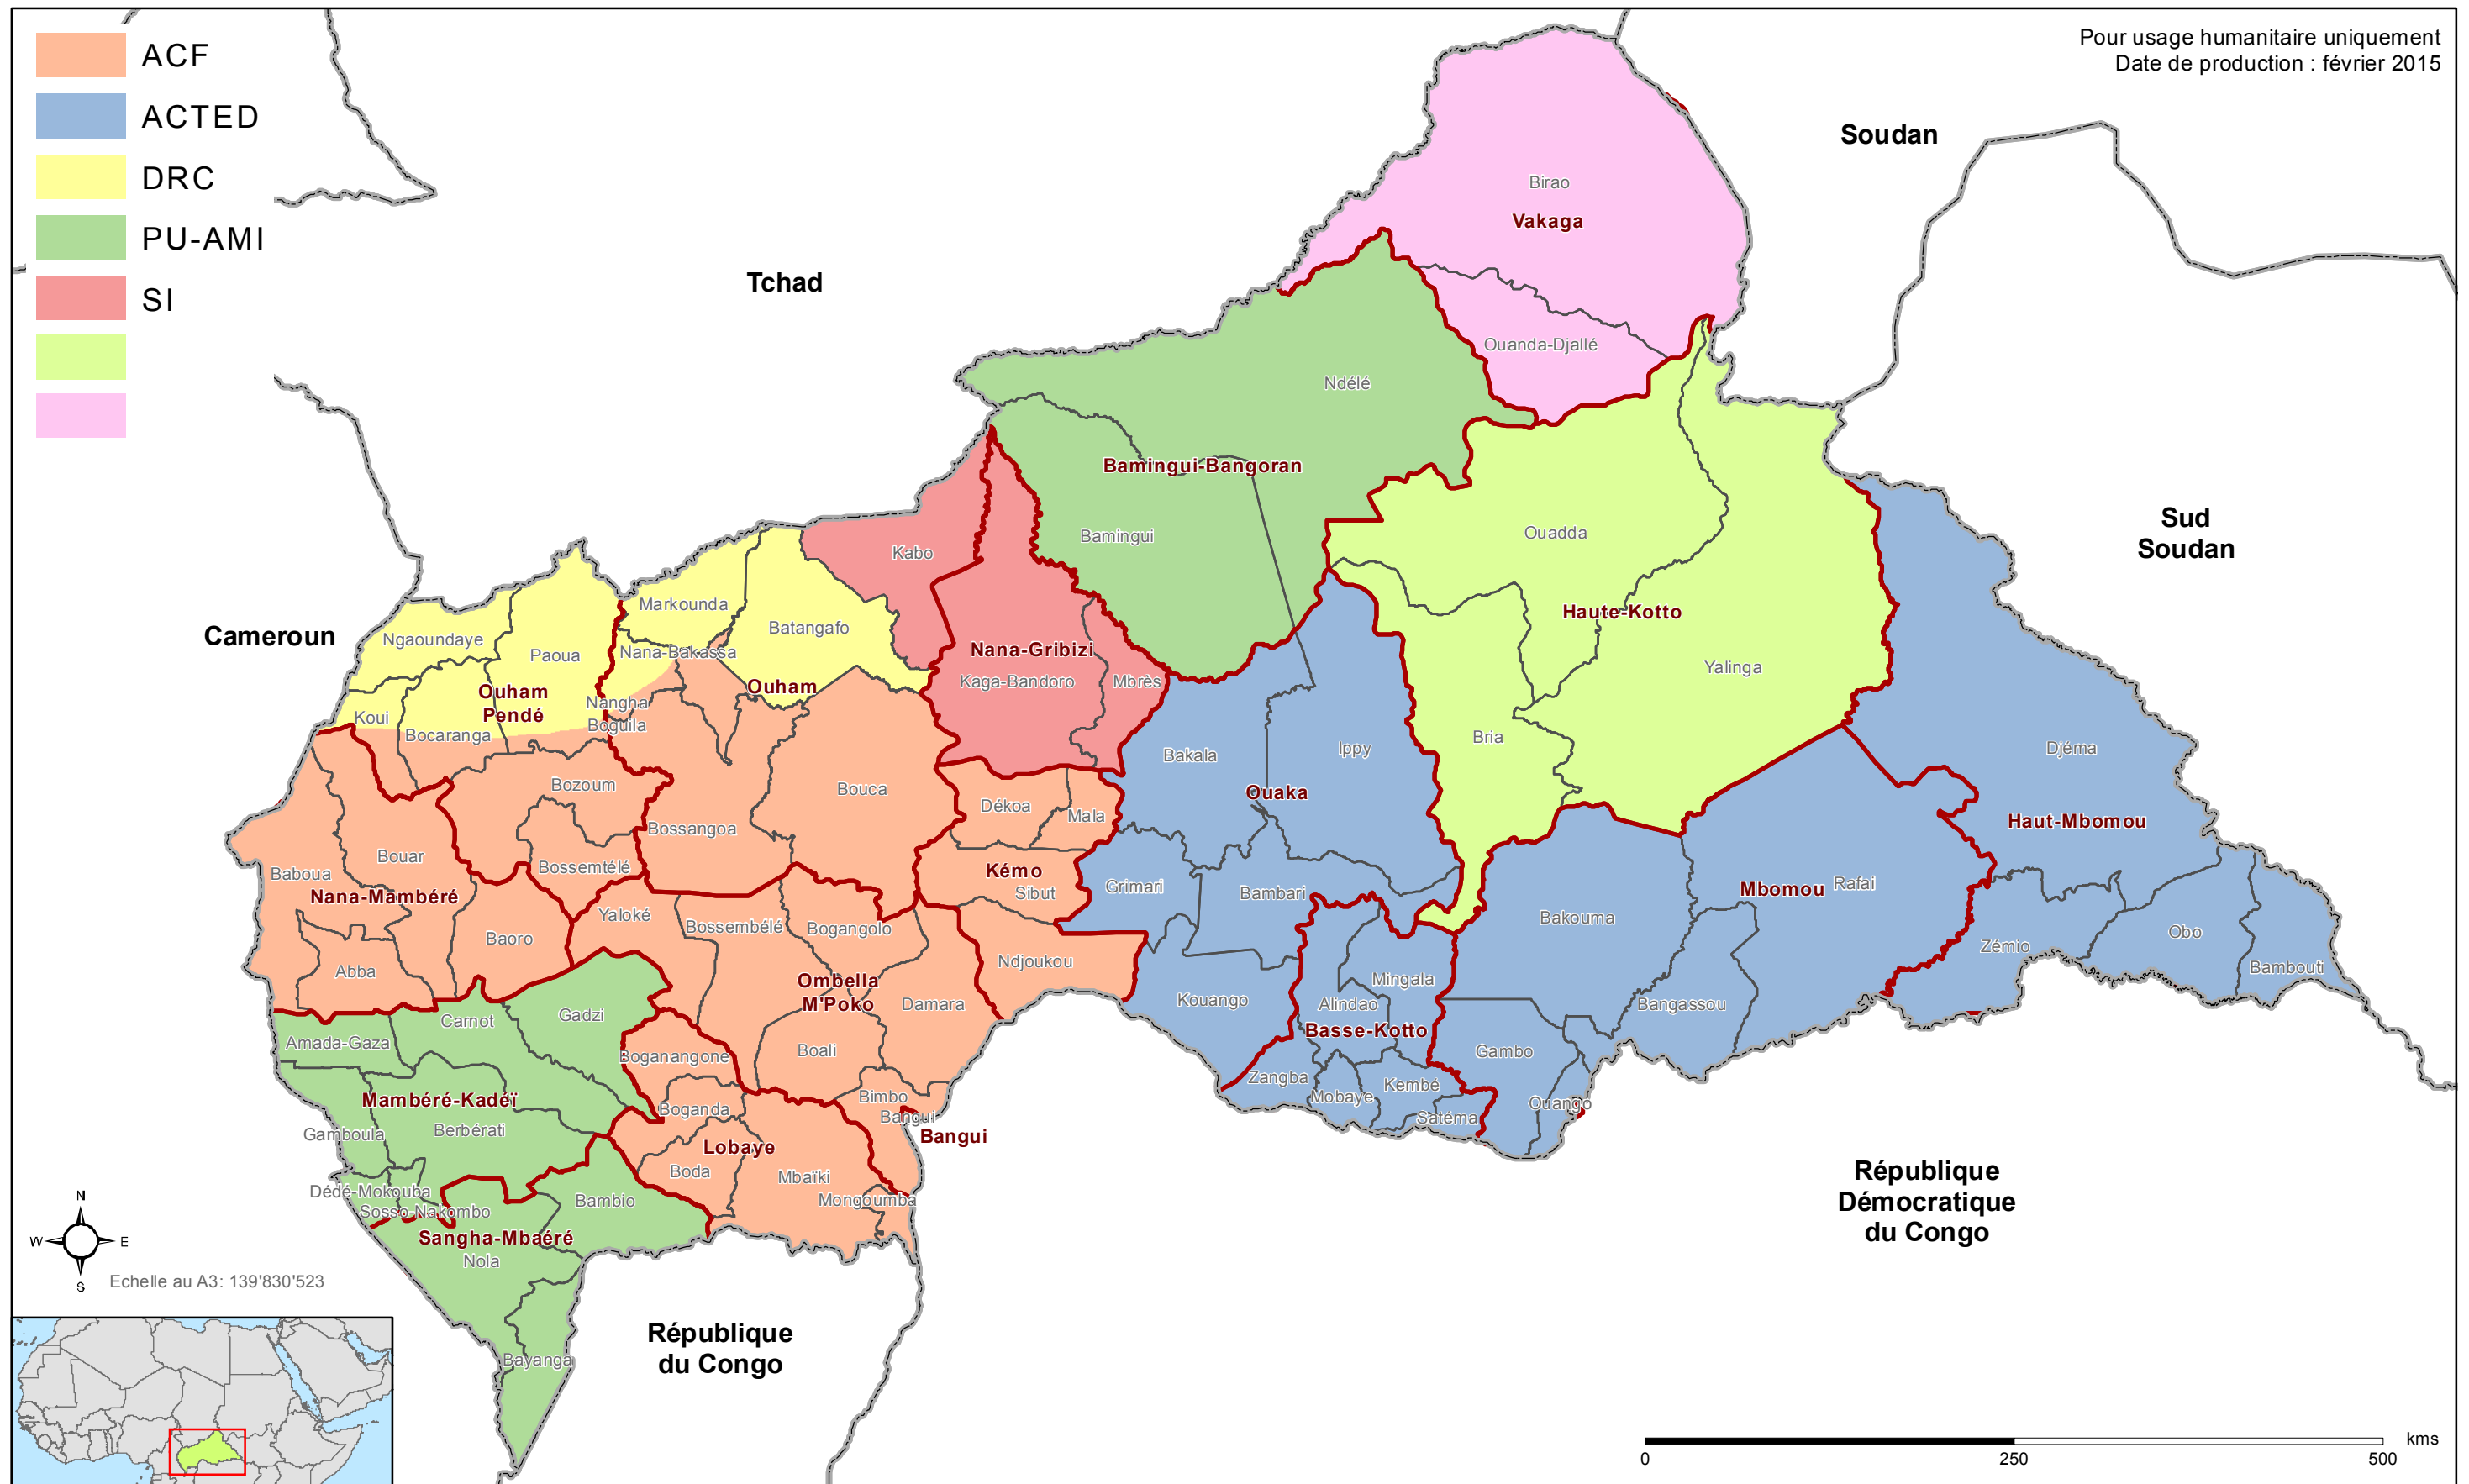 ACF
ACTED
DRC
PU-AMI
SI
Pour usage humanitaire uniquement
Date de production : février 2015
Soudan
Tchad
Sud
Soudan
Cameroun
République
Démocratique
du Congo
République
du Congo
Birao
Vakaga
Ouanda-Djallé
Ndélé
Bamingui-Bangoran
Bamingui
Ouadda
Haute-Kotto
Yalinga
Bria
Kabo
Nana-Gribizi
Kaga-Bandoro
Mbrès
Markounda
Batangafo
Nana-Bakassa
Ouham
Nangha
Boguila
Ngaoundaye
Paoua
Ouham
Pendé
Koui
Bocaranga
Bozoum
Bossemtélé
Bossangoa
Bouca
Dékoa
Mala
Kémo
Sibut
Ndjoukou
Bakala
Ippy
Ouaka
Grimari
Bambari
Kouango
Djéma
Haut-Mbomou
Zémio
Obo
Bambouti
Mbomou
Rafai
Bakouma
Bangassou
Gambo
Ouango
Mingala
Alindao
Basse-Kotto
Zangba
Mobaye
Kembé
Satéma
Bouar
Baboua
Nana-Mambéré
Baoro
Abba
Yaloké
Bossembélé
Bogangolo
Ombella
M'Poko
Damara
Boali
Bimbo
Bangui
Bangui
Carnot
Gadzi
Amada-Gaza
Mambéré-Kadéï
Gamboula
Berbérati
Dédé-Mokouba
Sosso-Nakombo
Boganangone
Boganda
Lobaye
Boda
Mbaïki
Mongoumba
Bambio
Sangha-Mbaéré
Nola
Bayanga
N
W
E
S
Echelle au A3: 139'830'523
kms
0
250
500